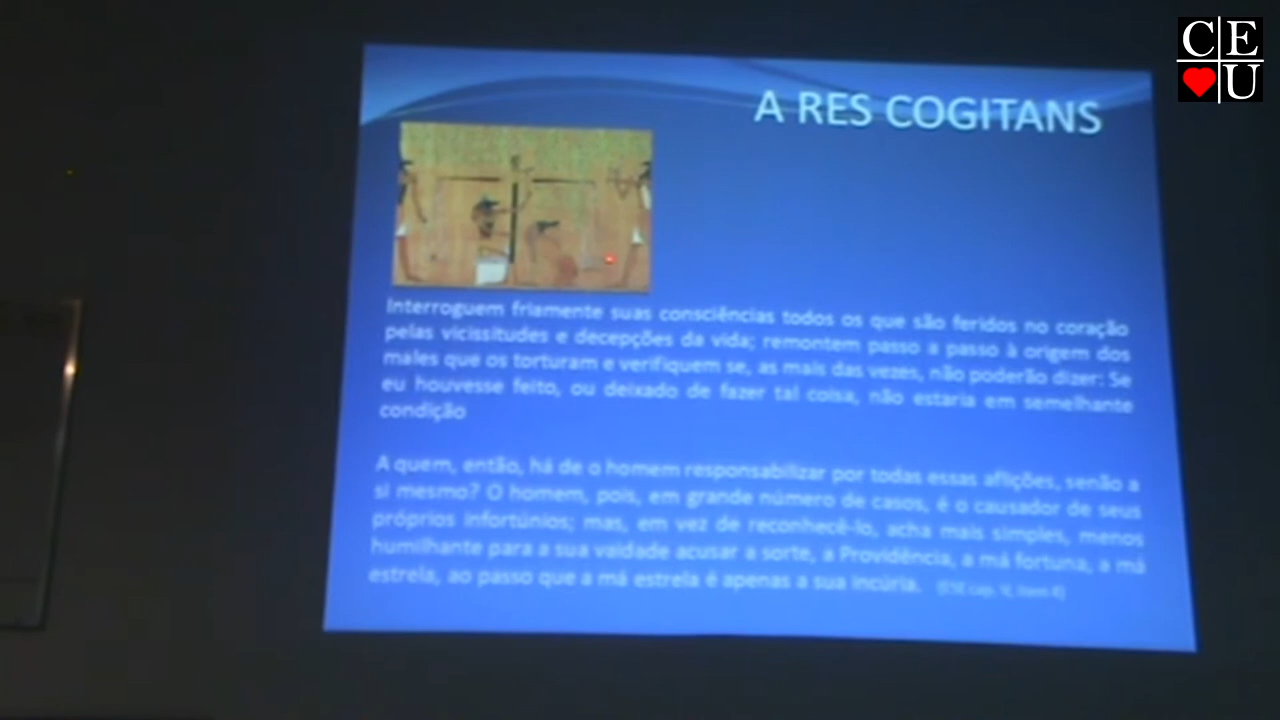 CE
U
A RES COGITANS
Interroguem friamente suas consciências todos os que são feridos no coração
pelas vicissitudes e decepções da vida; remontem passo a passo à origem dos
males que os torturam e verifiquem se, as mais das vezes, não poderão dizer: Se
eu houvesse feito, ou deixado de fazer tal coisa, não estaria em semelhante
condição
A quem, então, há de o homem responsabilizar por todas essas aflições, senão a
si mesmo? O homem, pois, em grande número de casos, é o causador de seus
próprios infortúnios; mas, em vez de reconhecê-lo, acha mais simples, menos
humilhante para a sua vaidade acusar a sorte, a Providência, a má fortuna, a má
estrela, ao passo que a má estrela é apenas a sua incúria.